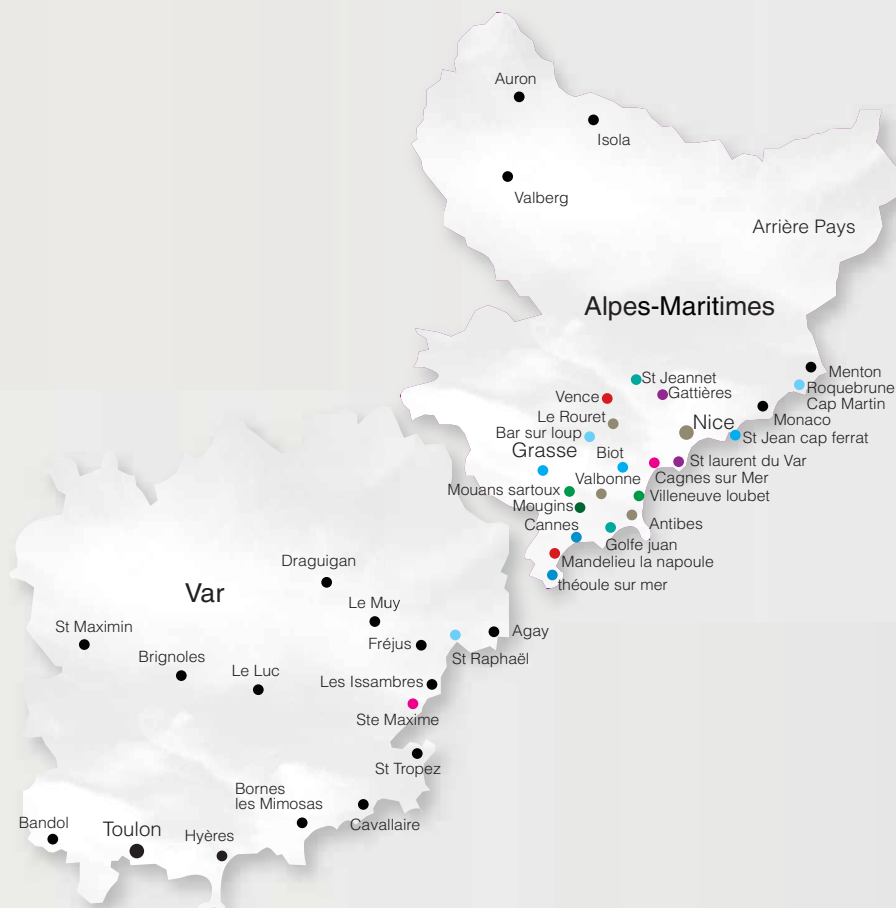 Auron
Isola
Valberg
Arrière Pays
Alpes-Maritimes
Menton
Roquebrune
Cap Martin
Monaco
St Jeannet
Gattières
Vence
Le Rouret
Nice
St Jean cap ferrat
Bar sur loup
Grasse
Biot
St laurent du Var
Cagnes sur Mer
Valbonne
Mouans sartoux
Villeneuve loubet
Mougins
Cannes
Antibes
Golfe juan
Mandelieu la napoule
théoule sur mer
Var
Draguigan
Le Muy
St Maximin
Fréjus
Agay
St Raphaël
Brignoles
Le Luc
Les Issambres
Ste Maxime
St Tropez
Bornes
les Mimosas
Cavallaire
Bandol
Toulon
Hyères